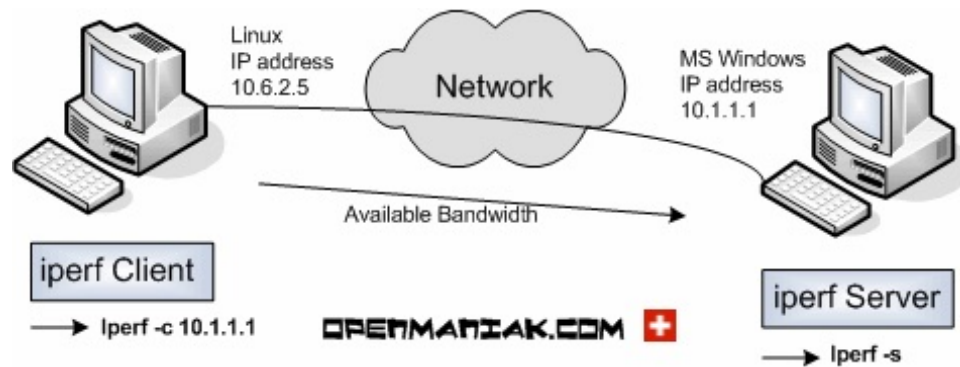 Linux
IP address
10.6.2.5
Network
MS Windows
IP address
10.1.1.1
Available Bandwidth
iperf Client
Iperf -c 10.1.1.1
OPENMANIAK.COM
iperf Server
Iperf -s